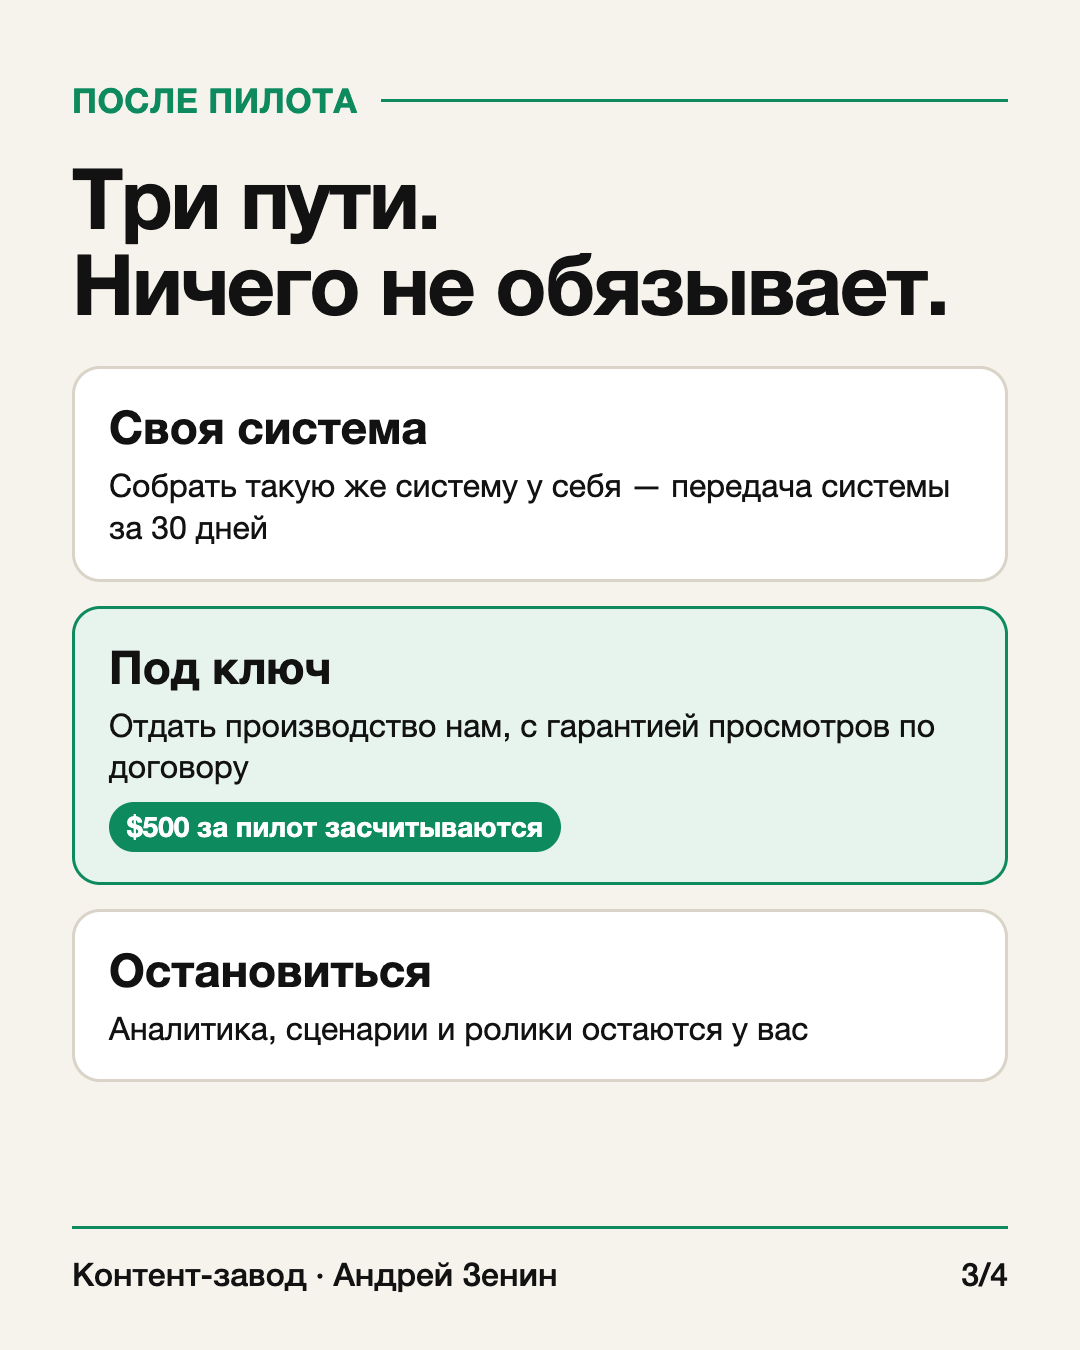 ПОСЛЕ ПИЛОТА
Три пути.
Ничего не обязывает.
Своя система
Собрать такую же систему у себя — передача системы
за 30 дней
Под ключ
Отдать производство нам, с гарантией просмотров по
договору
$500 за пилот засчитываются
Остановиться
Аналитика, сценарии и ролики остаются у вас
Контент-завод · Андрей Зенин
3/4